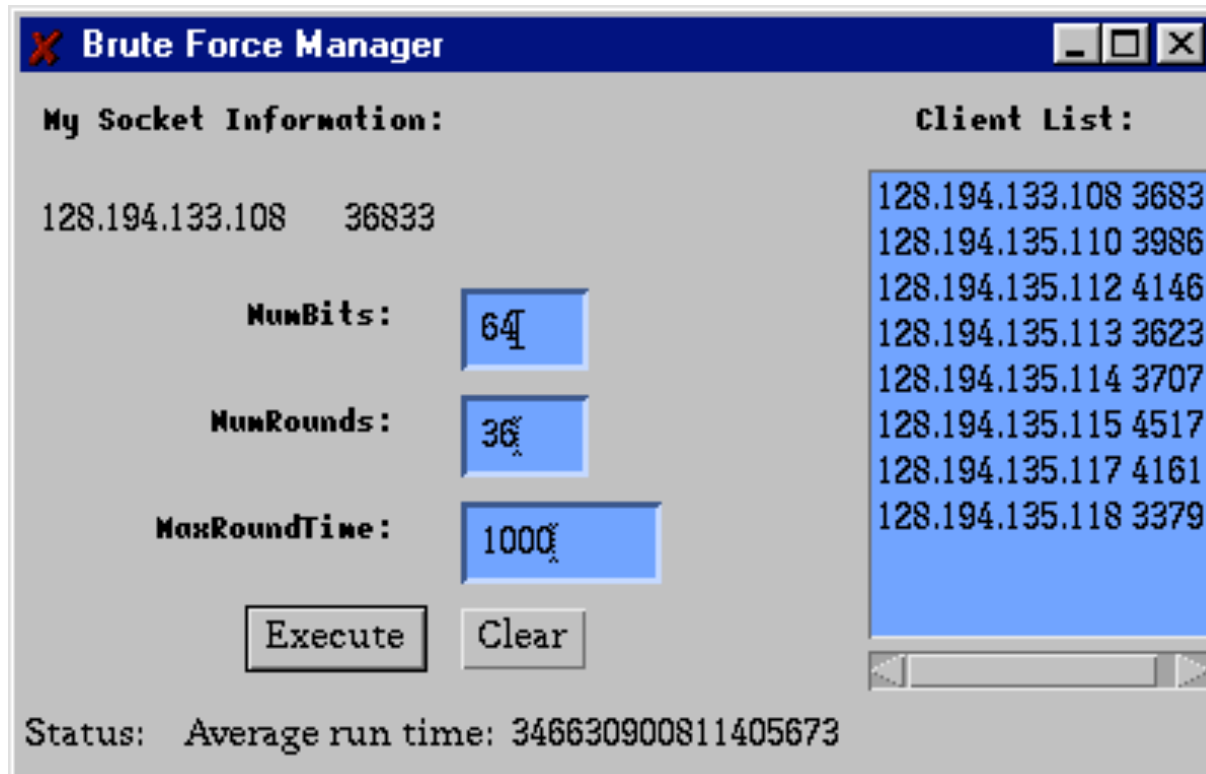 Brute Force Manager
My Socket Information:
128.194.133.108 36833
NumBits: 64
NumRounds: 36
MaxRoundTime: 1000
Execute Clear
Client List:
128.194.133.108 3683
128.194.135.110 3986
128.194.135.112 4146
128.194.135.113 3623
128.194.135.114 3707
128.194.135.115 4517
128.194.135.117 4161
128.194.135.118 3379
Status: Average run time: 346630900811405673